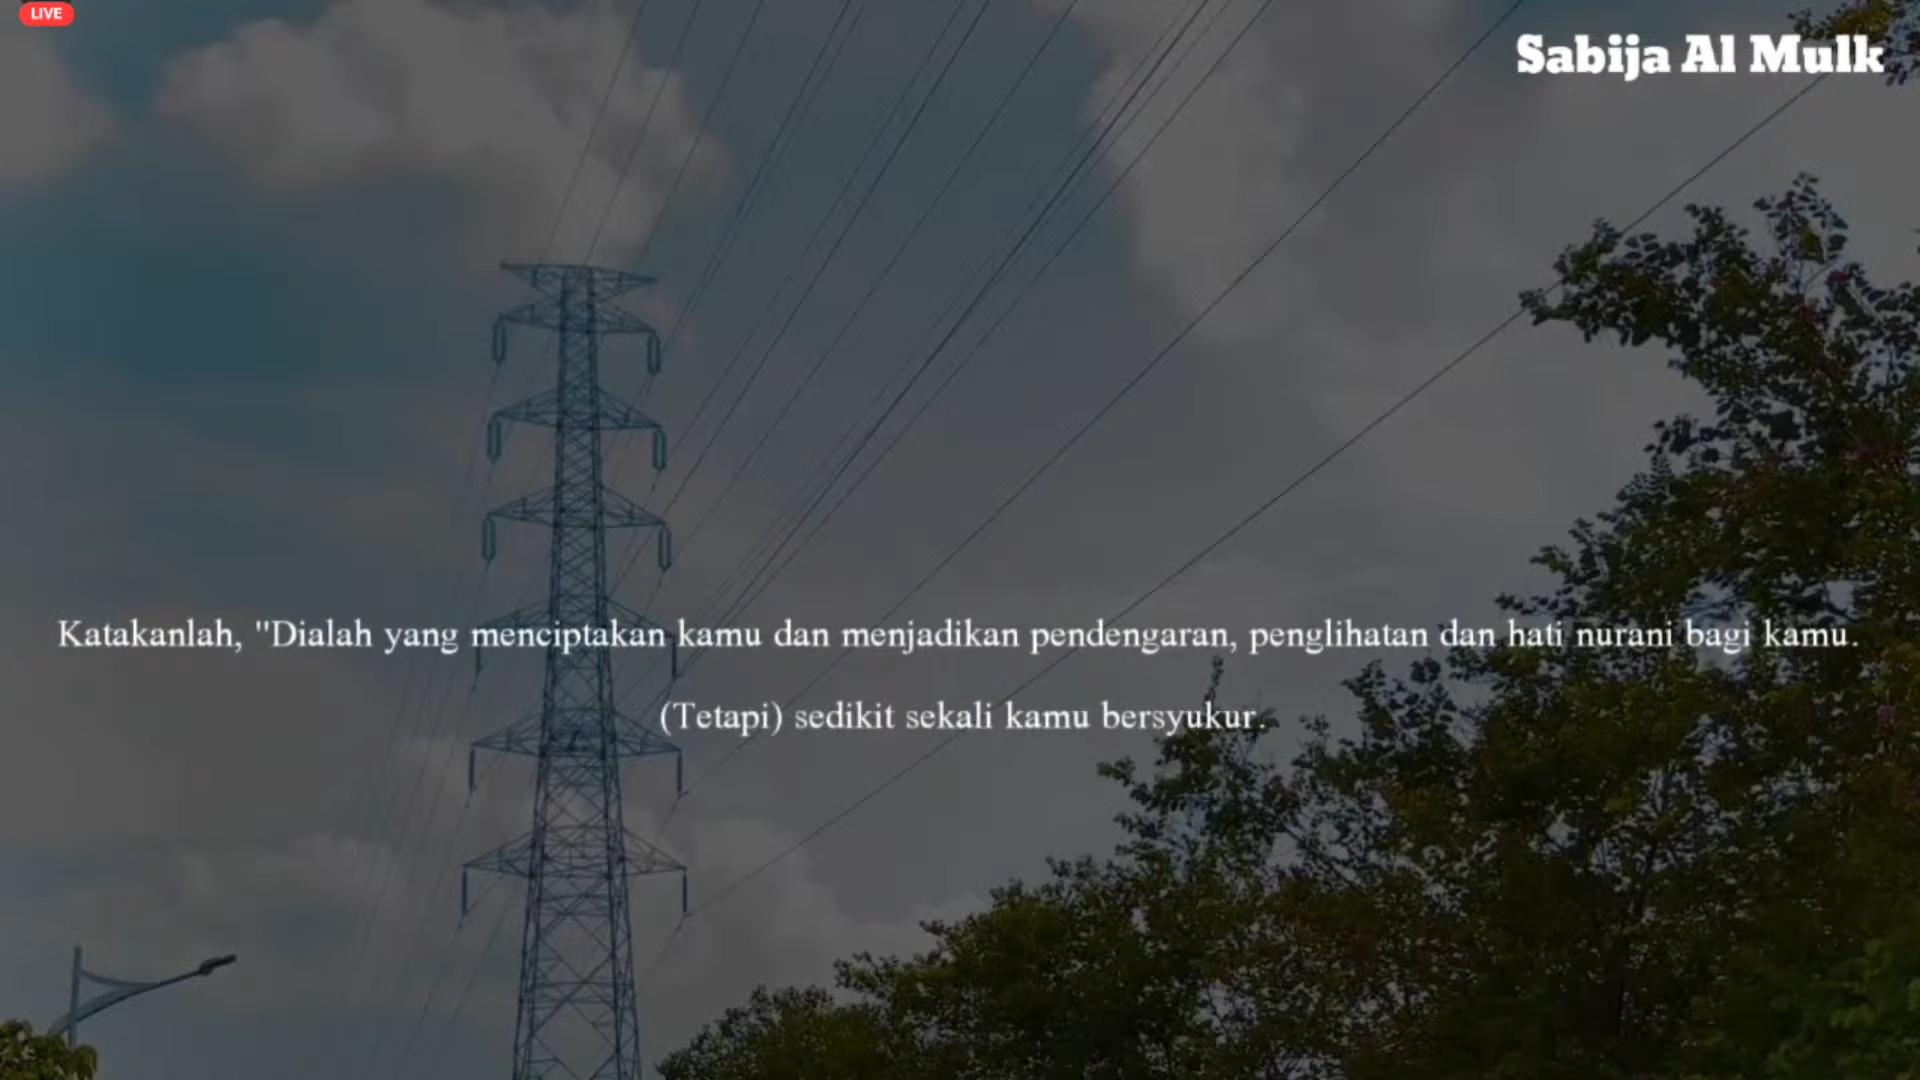 LIVE
Sabija Al Mulk
Katakanlah, "Dialah yang menciptakan kamu dan menjadikan pendengaran, penglihatan dan hati nurani bagi kamu.
(Tetapi) sedikit sekali kamu bersyukur.